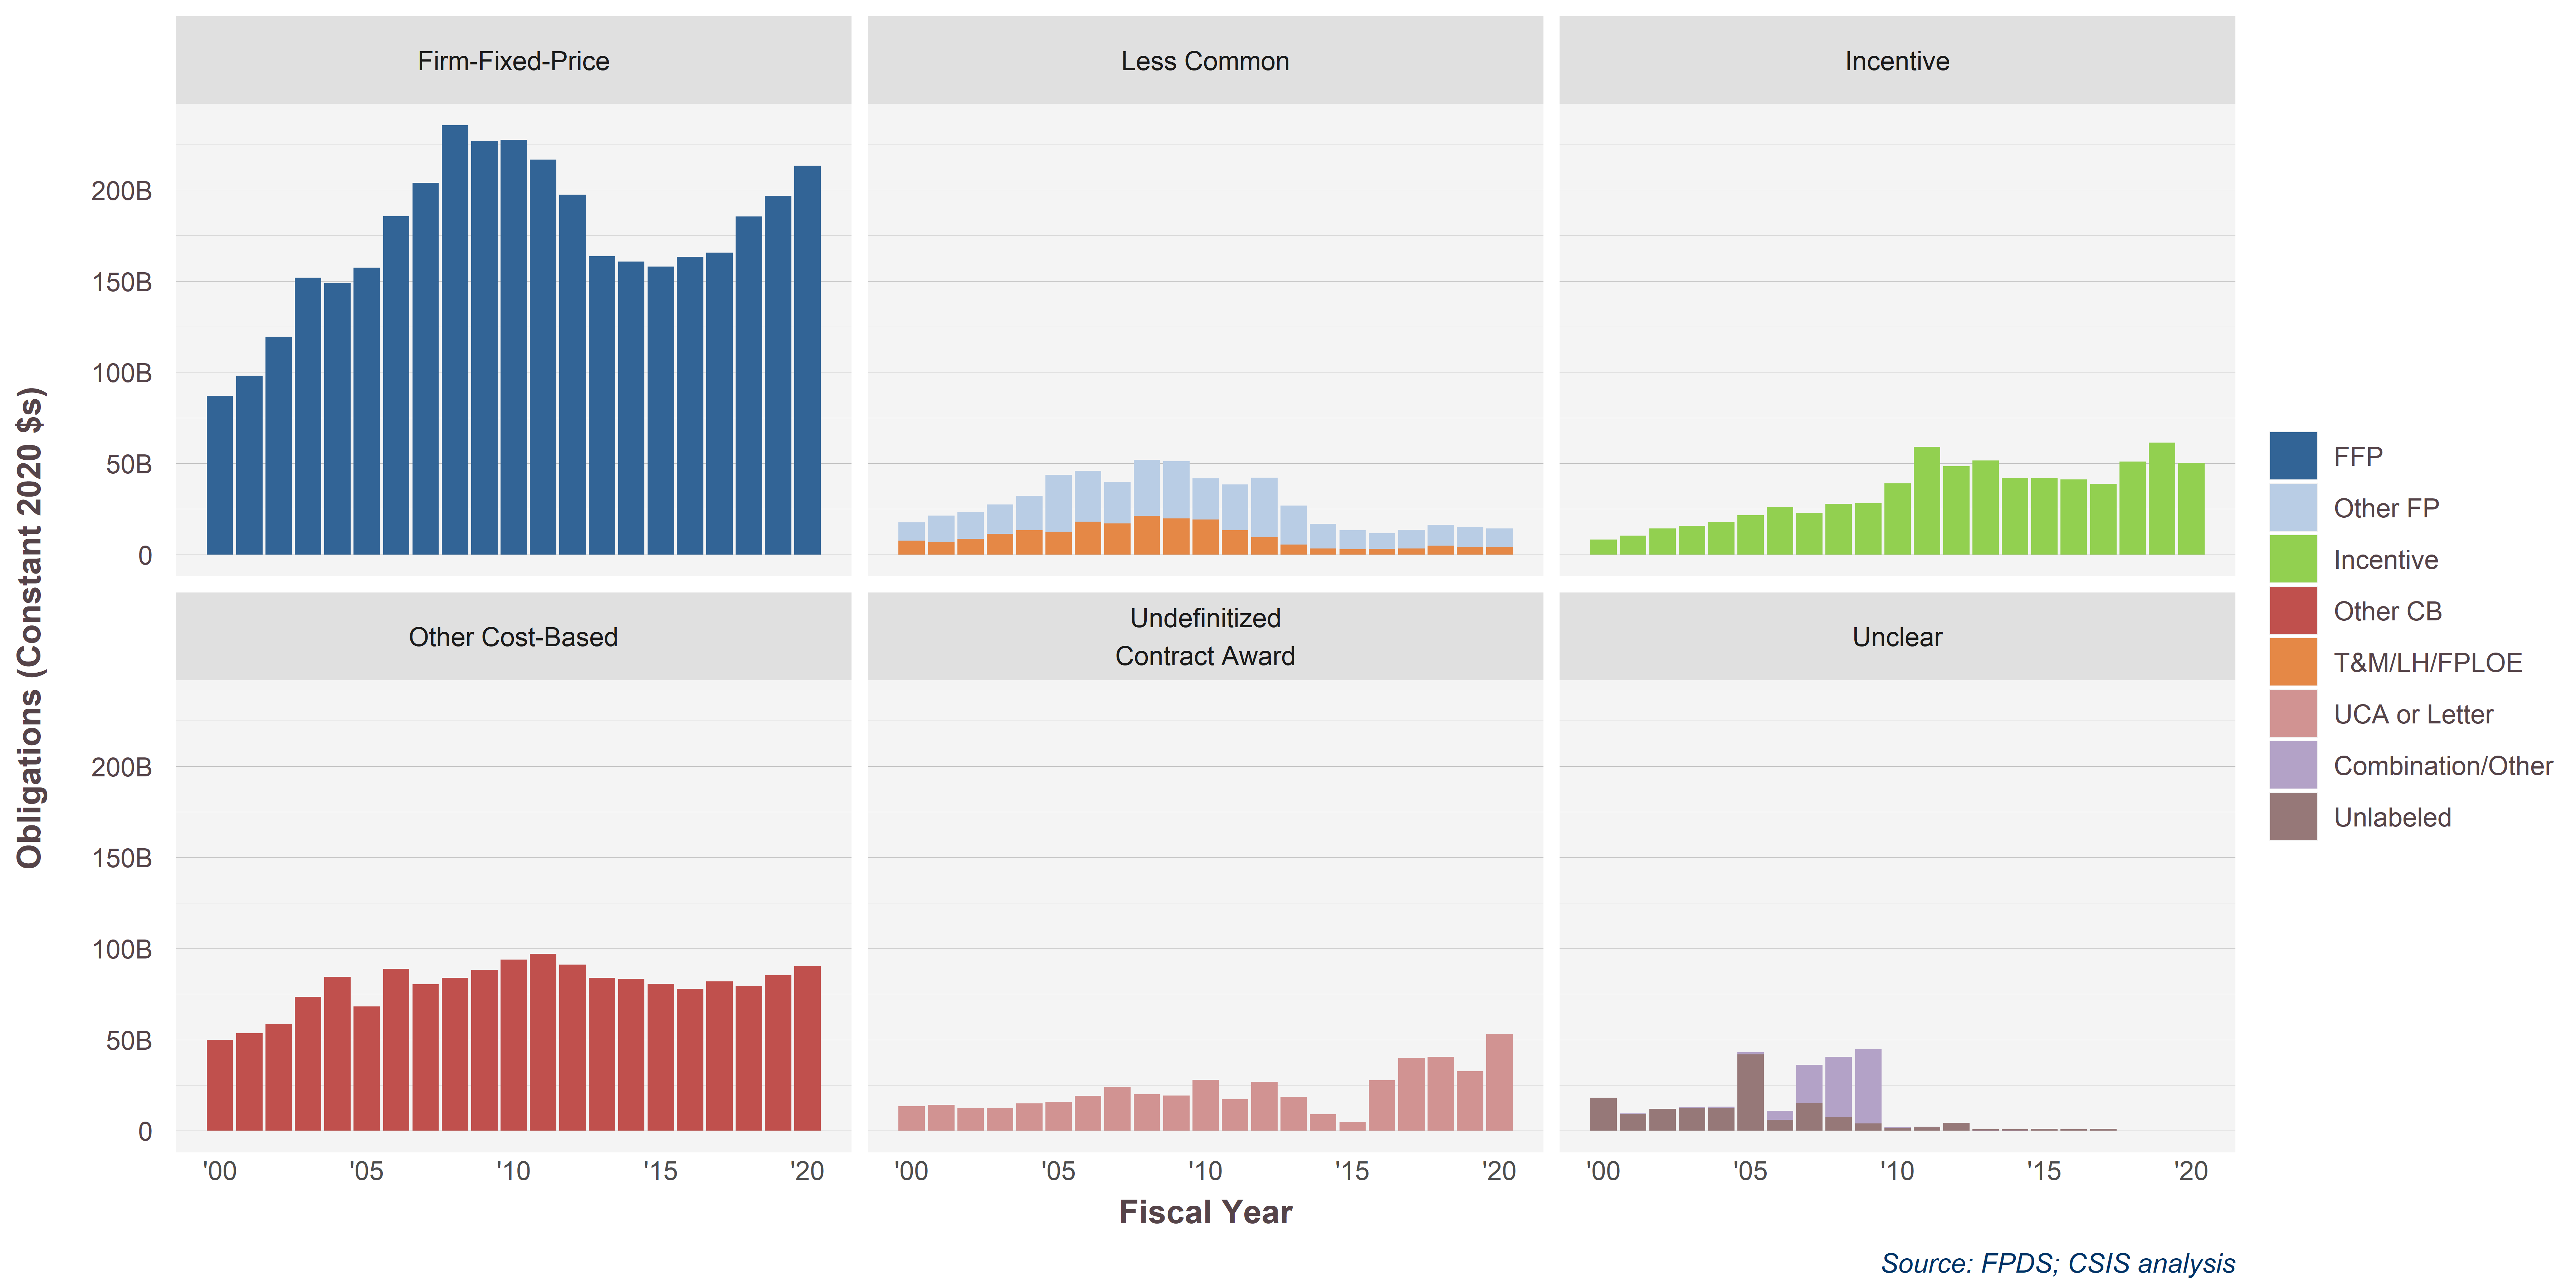 Firm-Fixed-Price
Less Common
Incentive
200B
150B
100B
50B
0
Other Cost-Based
Undefinitized
Contract Award
Unclear
200B
150B
100B
50B
0
'00
'05
'10
'15
'20
'00
'05
'10
'15
'20
'00
'05
'10
'15
'20
Obligations (Constant 2020 $s)
Fiscal Year
FFP
Other FP
Incentive
Other CB
T&M/LH/FPLOE
UCA or Letter
Combination/Other
Unlabeled
Source: FPDS; CSIS analysis